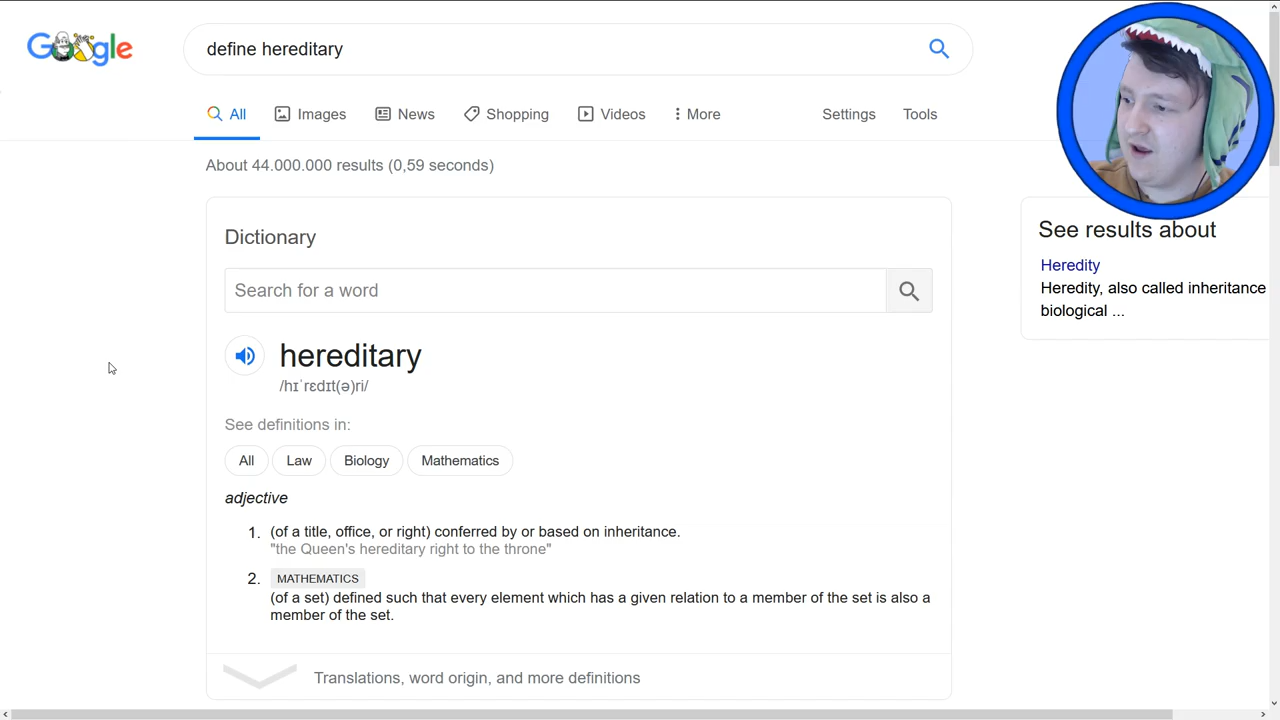 Google
define hereditary
All
Images
News
Shopping
Videos
More
Settings
Tools
About 44.000.000 results (0,59 seconds)
Dictionary
Search for a word
hereditary
/hɪˈrɛdɪt(ə)ri/
See definitions in:
All
Law
Biology
Mathematics
adjective
1. (of a title, office, or right) conferred by or based on inheritance.
"the Queen's hereditary right to the throne"
2. MATHEMATICS
(of a set) defined such that every element which has a given relation to a member of the set is also a
member of the set.
Translations, word origin, and more definitions
See results about
Heredity
Heredity, also called inheritance
biological ...